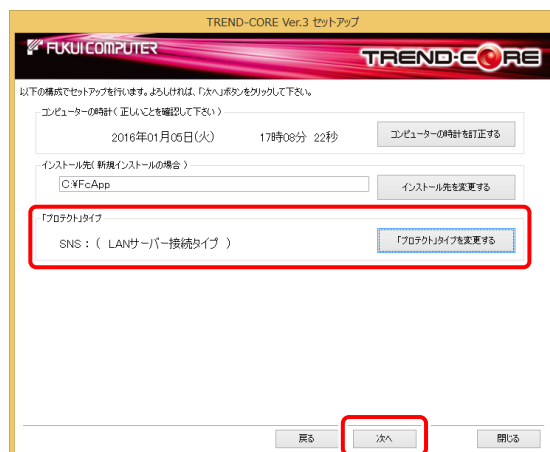 TREND-CORE Ver.3 セットアップ
FUKUI COMPUTER
TREND-CORE
以下の構成でセットアップを行います。よろしければ、「次へ」ボタンをクリックして下さい。
コンピューターの時計( 正しいことを確認して下さい )
2016年01月05日(火) 17時08分 22秒 コンピューターの時計を訂正する
インストール先( 新規インストールの場合 )
C:¥FcApp インストール先を変更する
「プロテクト」タイプ
SNS : ( LANサーバー接続タイプ ) 「プロテクト」タイプを変更する
戻る 次へ 閉じる